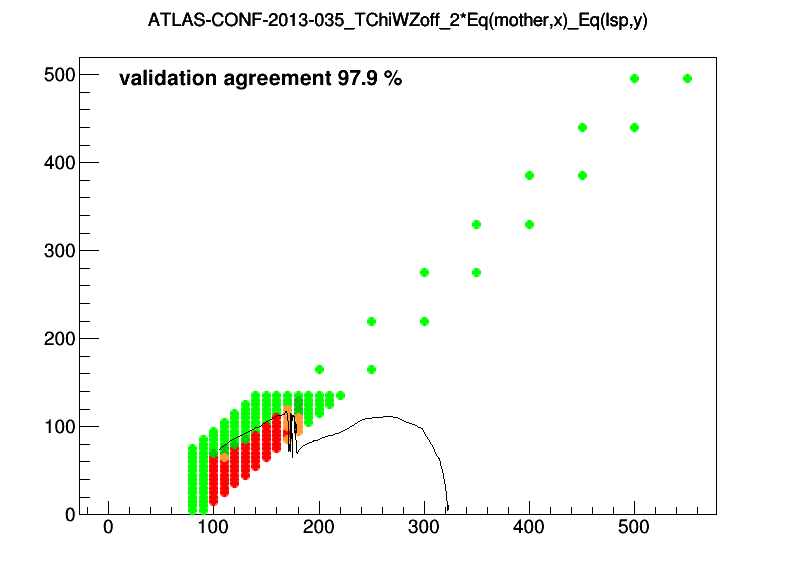 ATLAS-CONF-2013-035_TChiWZoff_2*Eq(mother,x)_Eq(lsp,y)
validation agreement 97.9 %
500
400
300
200
100
0
0 100 200 300 400 500